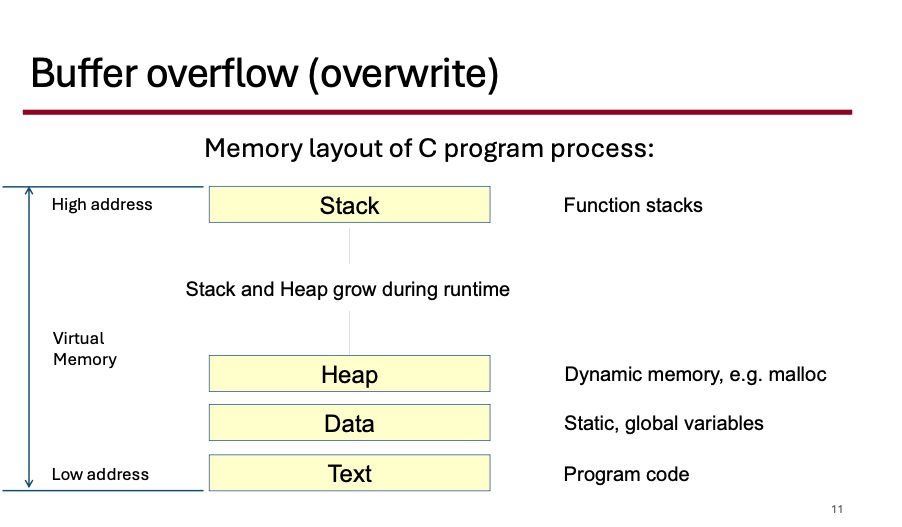 Buffer overflow (overwrite)
Memory layout of C program process:
High address
Stack
Function stacks
Stack and Heap grow during runtime
Virtual
Memory
Heap
Dynamic memory, e.g. malloc
Data
Static, global variables
Low address
Text
Program code
11